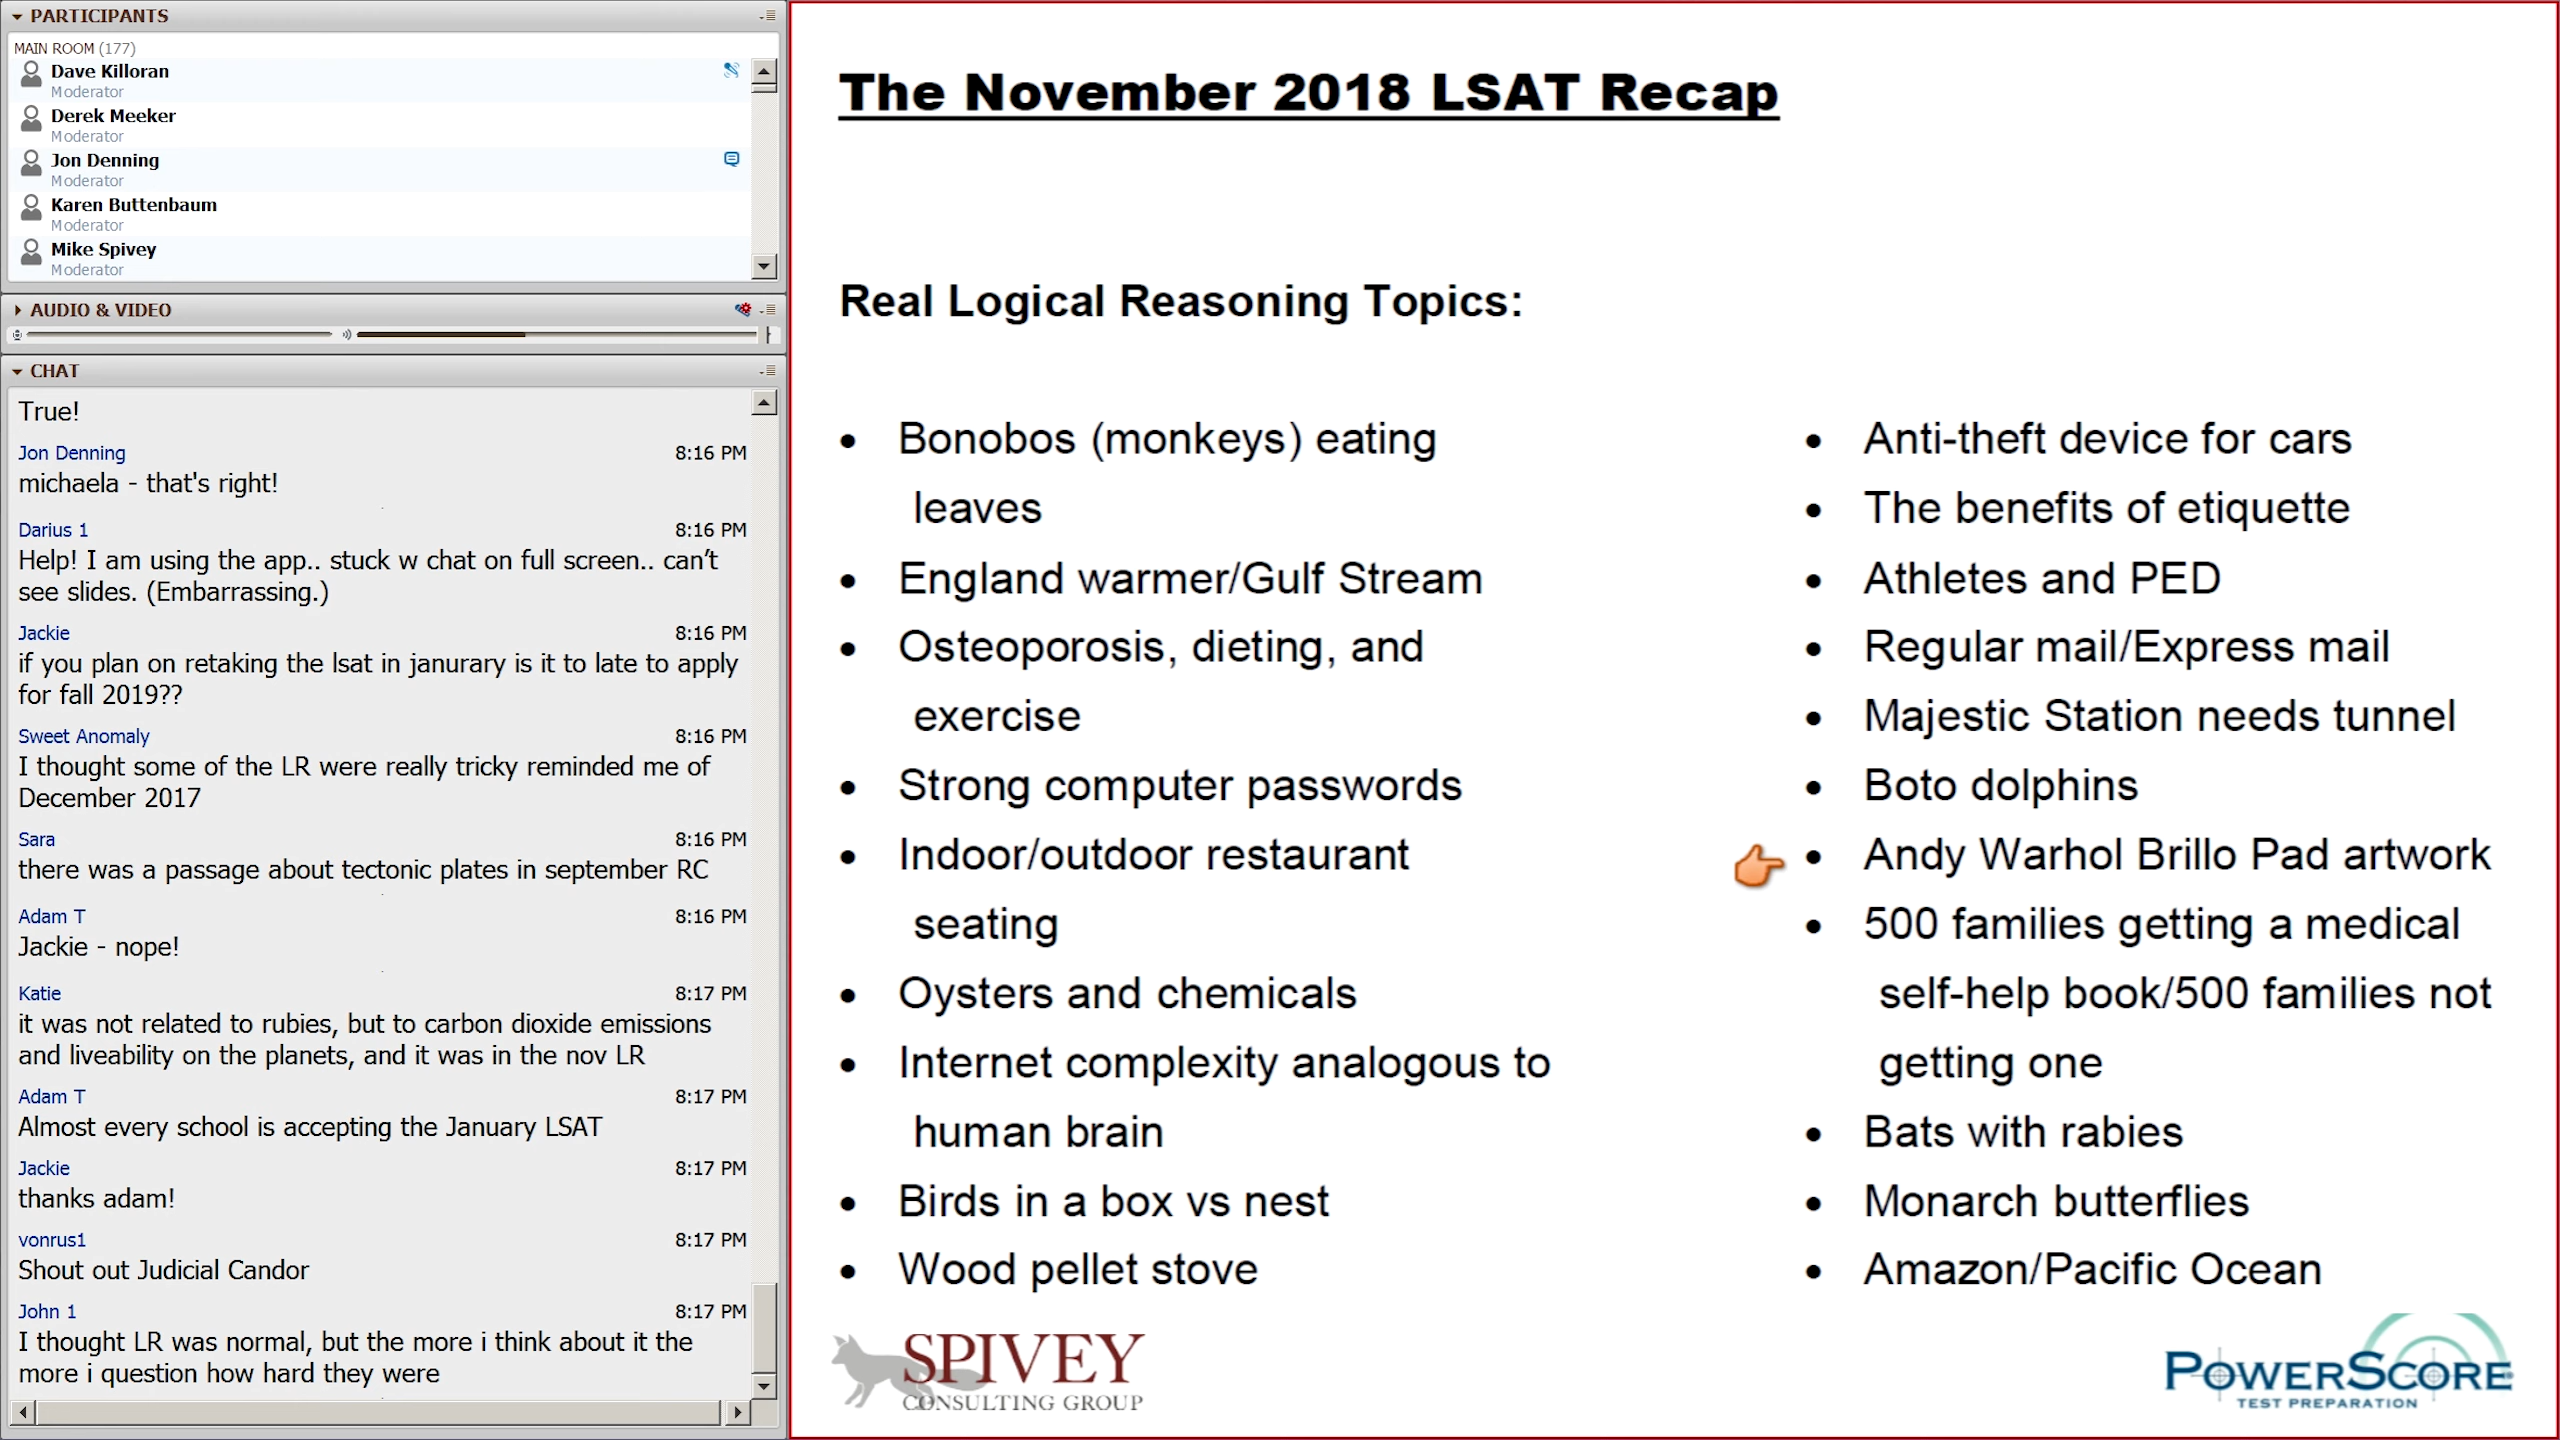 PARTICIPANTS
MAIN ROOM (177)
Dave Killoran
Moderator
Derek Meeker
Moderator
Jon Denning
Moderator
Karen Buttenbaum
Moderator
Mike Spivey
Moderator
AUDIO & VIDEO
CHAT
True!
Jon Denning 8:16 PM
michaela - that's right!
Darius 1 8:16 PM
Help! I am using the app.. stuck w chat on full screen.. can’t
see slides. (Embarrassing.)
Jackie 8:16 PM
if you plan on retaking the lsat in janurary is it to late to apply
for fall 2019??
Sweet Anomaly 8:16 PM
I thought some of the LR were really tricky reminded me of
December 2017
Sara 8:16 PM
there was a passage about tectonic plates in september RC
Adam T 8:16 PM
Jackie - nope!
Katie 8:17 PM
it was not related to rubies, but to carbon dioxide emissions
and liveability on the planets, and it was in the nov LR
Adam T 8:17 PM
Almost every school is accepting the January LSAT
Jackie 8:17 PM
thanks adam!
vonrus1 8:17 PM
Shout out Judicial Candor
John 1 8:17 PM
I thought LR was normal, but the more i think about it the
more i question how hard they were
The November 2018 LSAT Recap
Real Logical Reasoning Topics:
• Bonobos (monkeys) eating
leaves
• England warmer/Gulf Stream
• Osteoporosis, dieting, and
exercise
• Strong computer passwords
• Indoor/outdoor restaurant
seating
• Oysters and chemicals
• Internet complexity analogous to
human brain
• Birds in a box vs nest
• Wood pellet stove
• Anti-theft device for cars
• The benefits of etiquette
• Athletes and PED
• Regular mail/Express mail
• Majestic Station needs tunnel
• Boto dolphins
• Andy Warhol Brillo Pad artwork
• 500 families getting a medical
self-help book/500 families not
getting one
• Bats with rabies
• Monarch butterflies
• Amazon/Pacific Ocean
SPIVEY
CONSULTING GROUP
POWERSCORE
TEST PREPARATION